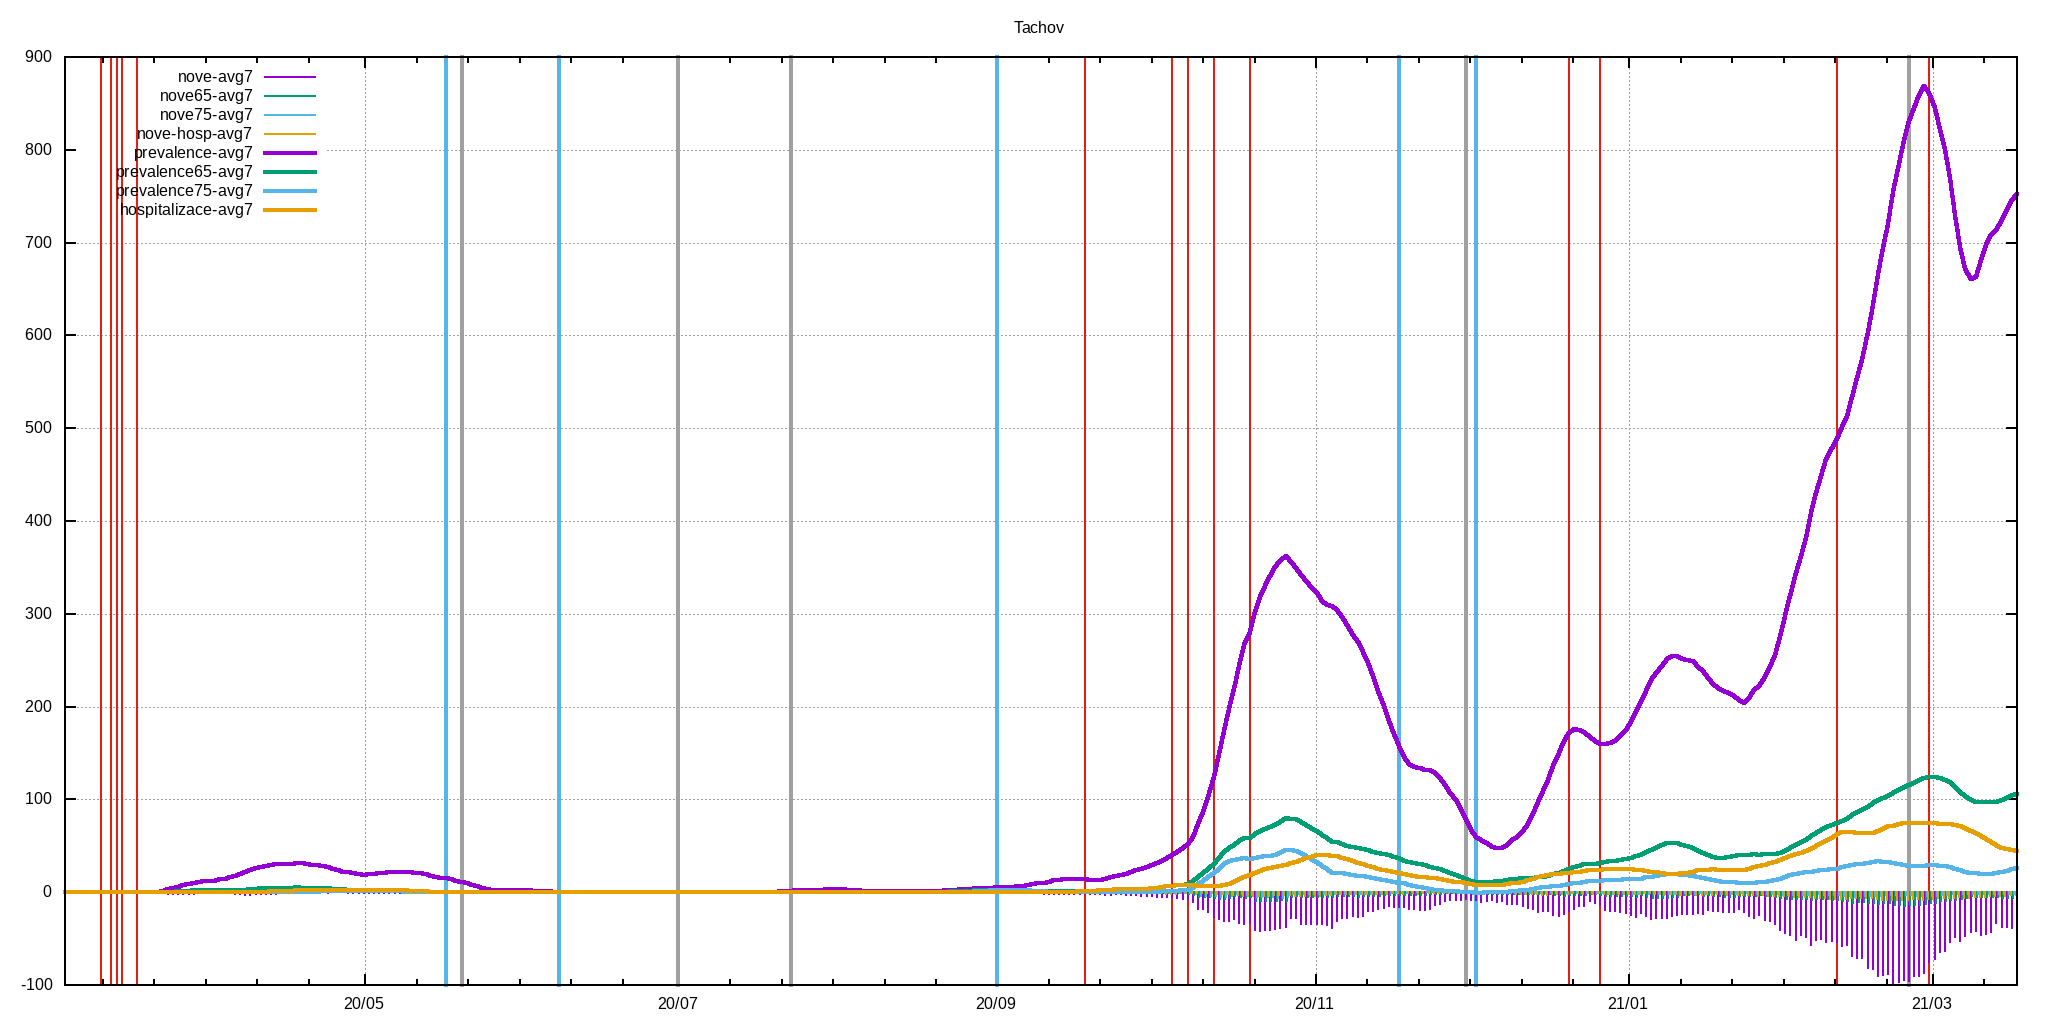 Tachov
900
nove-avg7
nove65-avg7
nove75-avg7
nove-hosp-avg7
prevalence-avg7
800
prevalence65-avg7
prevalence75-avg7
hospitalizace-avg7
700
600
500
400
300
200
100
0
-100
20/05 20/07 20/09 20/11 21/01 21/03